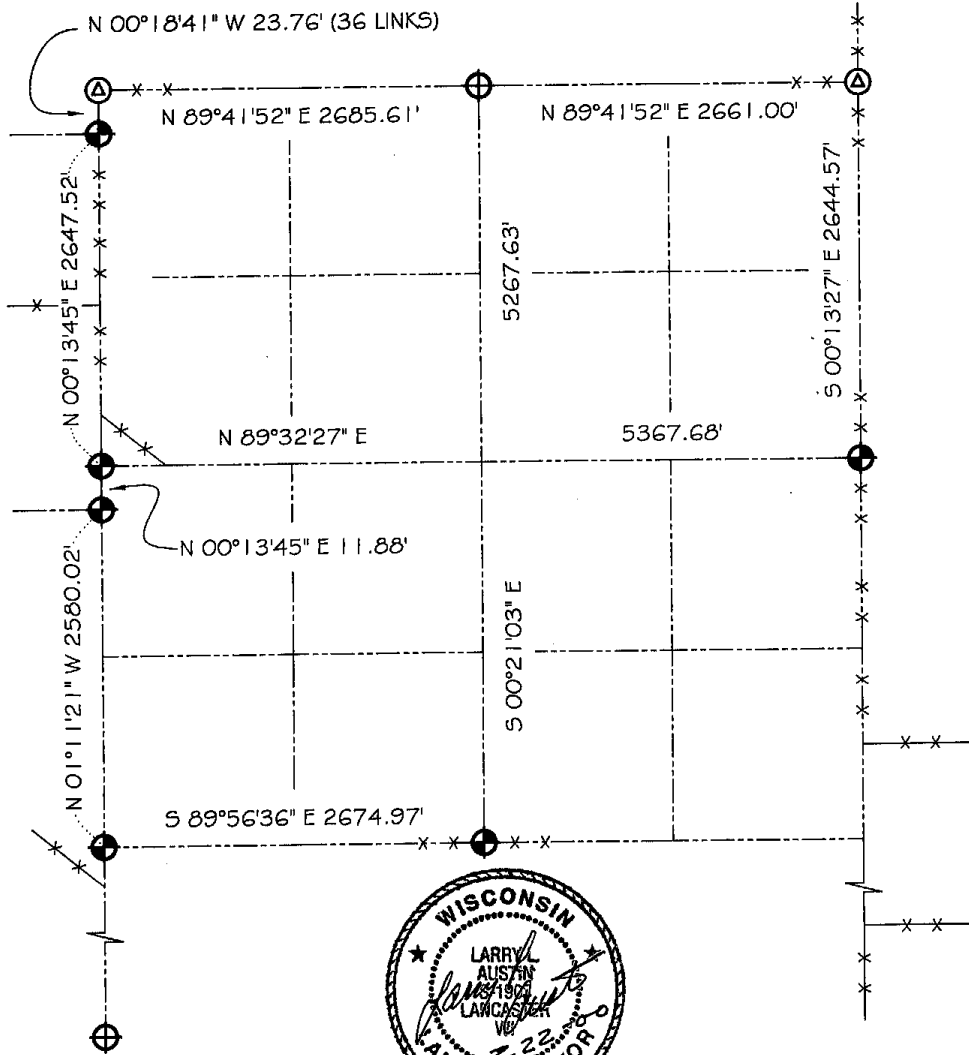 N 00°18'41" W 23.76' (36 LINKS)
N 89°41'52" E 2685.61'
N 89°41'52" E 2661.00'
N 00°13'45" E 2647.52'
5267.63'
S 00°13'27" E 2644.57'
N 89°32'27" E
5367.68'
N 00°13'45" E 11.88'
N 01°11'21" W 2580.02'
S 00°21'03" E
S 89°56'36" E 2674.97'
WISCONSIN
LARRY L.
AUSTIN
LANCASTER